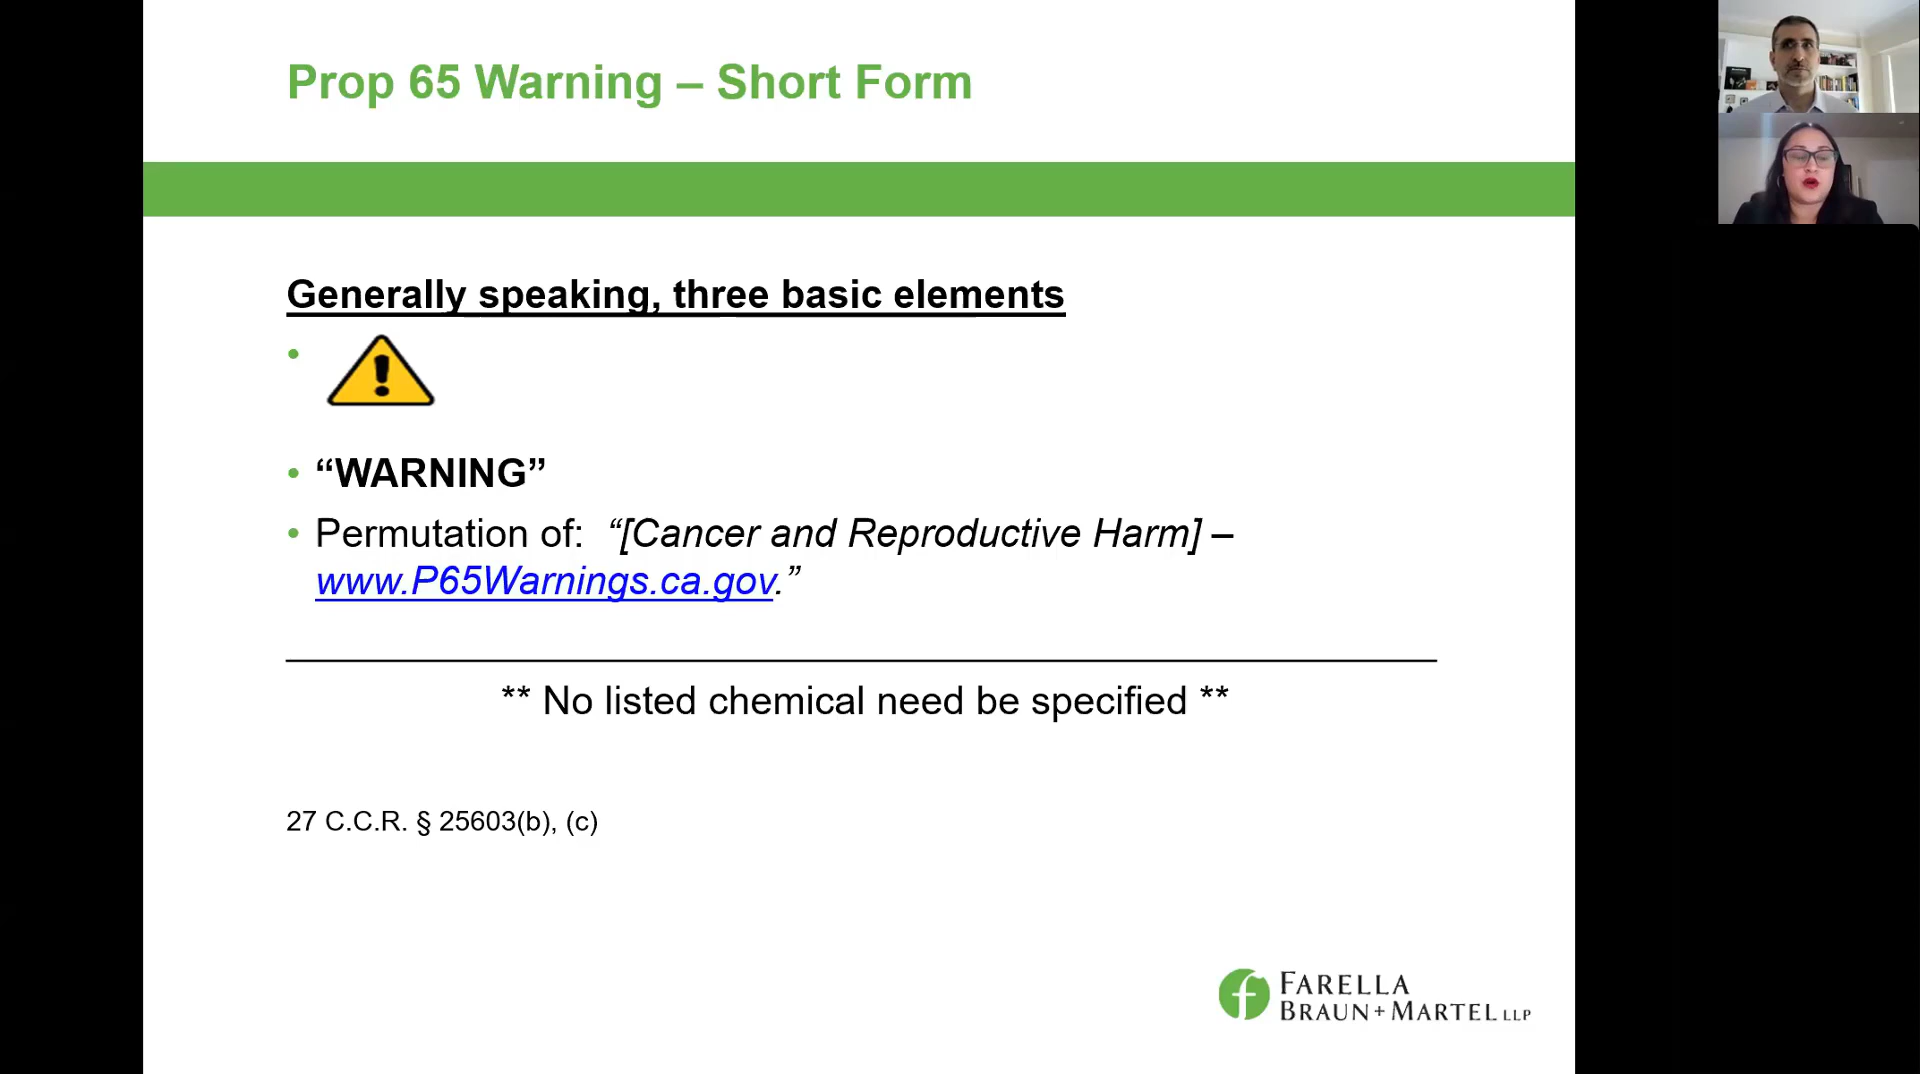 Prop 65 Warning – Short Form
Generally speaking, three basic elements
• 
!
• “WARNING”
• Permutation of: “[Cancer and Reproductive Harm] –
www.P65Warnings.ca.gov.”
** No listed chemical need be specified **
27 C.C.R. § 25603(b), (c)
f FARELLA
BRAUN+MARTEL LLP